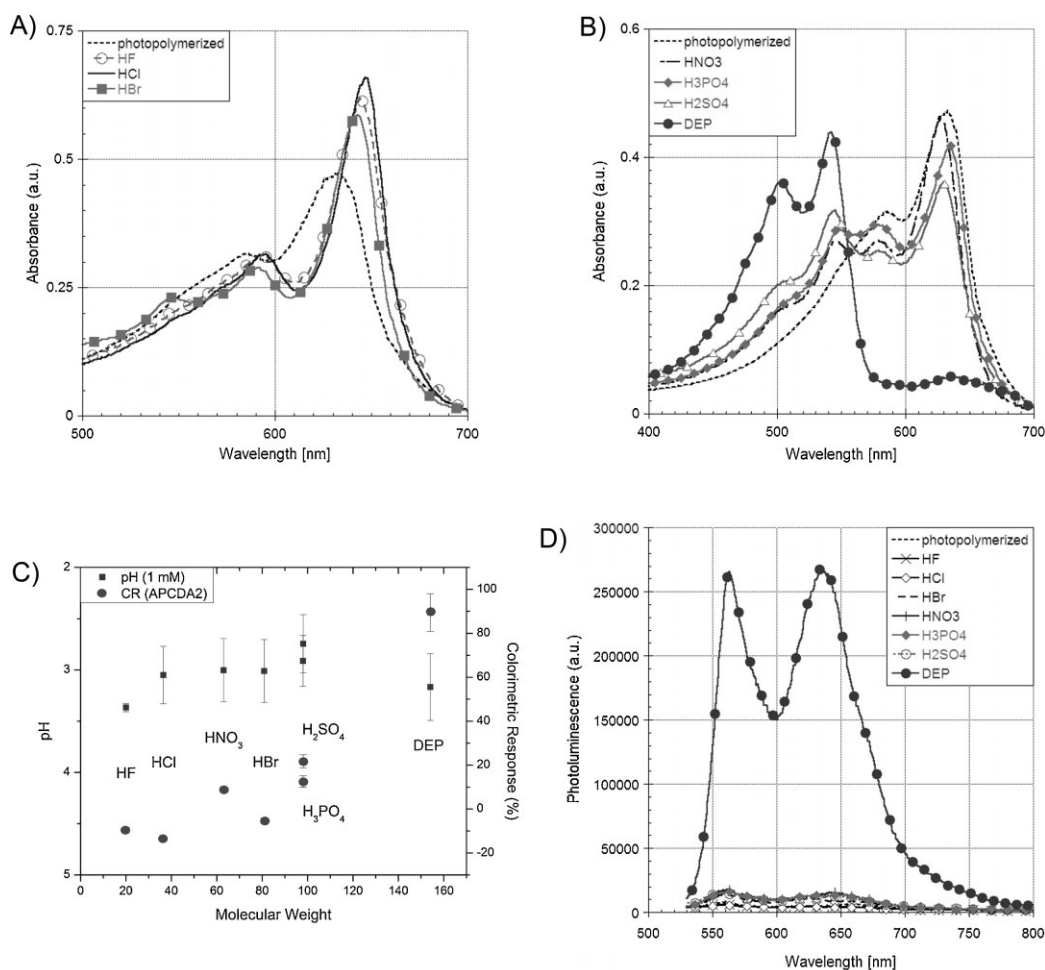 A)
photopolymerized
HF
HCl
HBr
0.75
0.5
0.25
0
Absorbance (a.u.)
500
600
700
Wavelength [nm]
B)
photopolymerized
HNO3
H3PO4
H2SO4
DEP
0.6
0.4
0.2
0
Absorbance (a.u.)
400
500
600
700
Wavelength [nm]
C)
pH (1 mM)
CR (APCDA2)
2
3
4
5
pH
100
80
60
40
20
0
-20
Colorimetric Response (%)
HF
HCl
HNO3
HBr
H2SO4
H3PO4
DEP
0
20
40
60
80
100
120
140
160
Molecular Weight
D)
photopolymerized
HF
HCl
HBr
HNO3
H3PO4
H2SO4
DEP
300000
250000
200000
150000
100000
50000
0
Photoluminescence (a.u.)
400
500
550
600
650
700
750
800
Wavelength [nm]